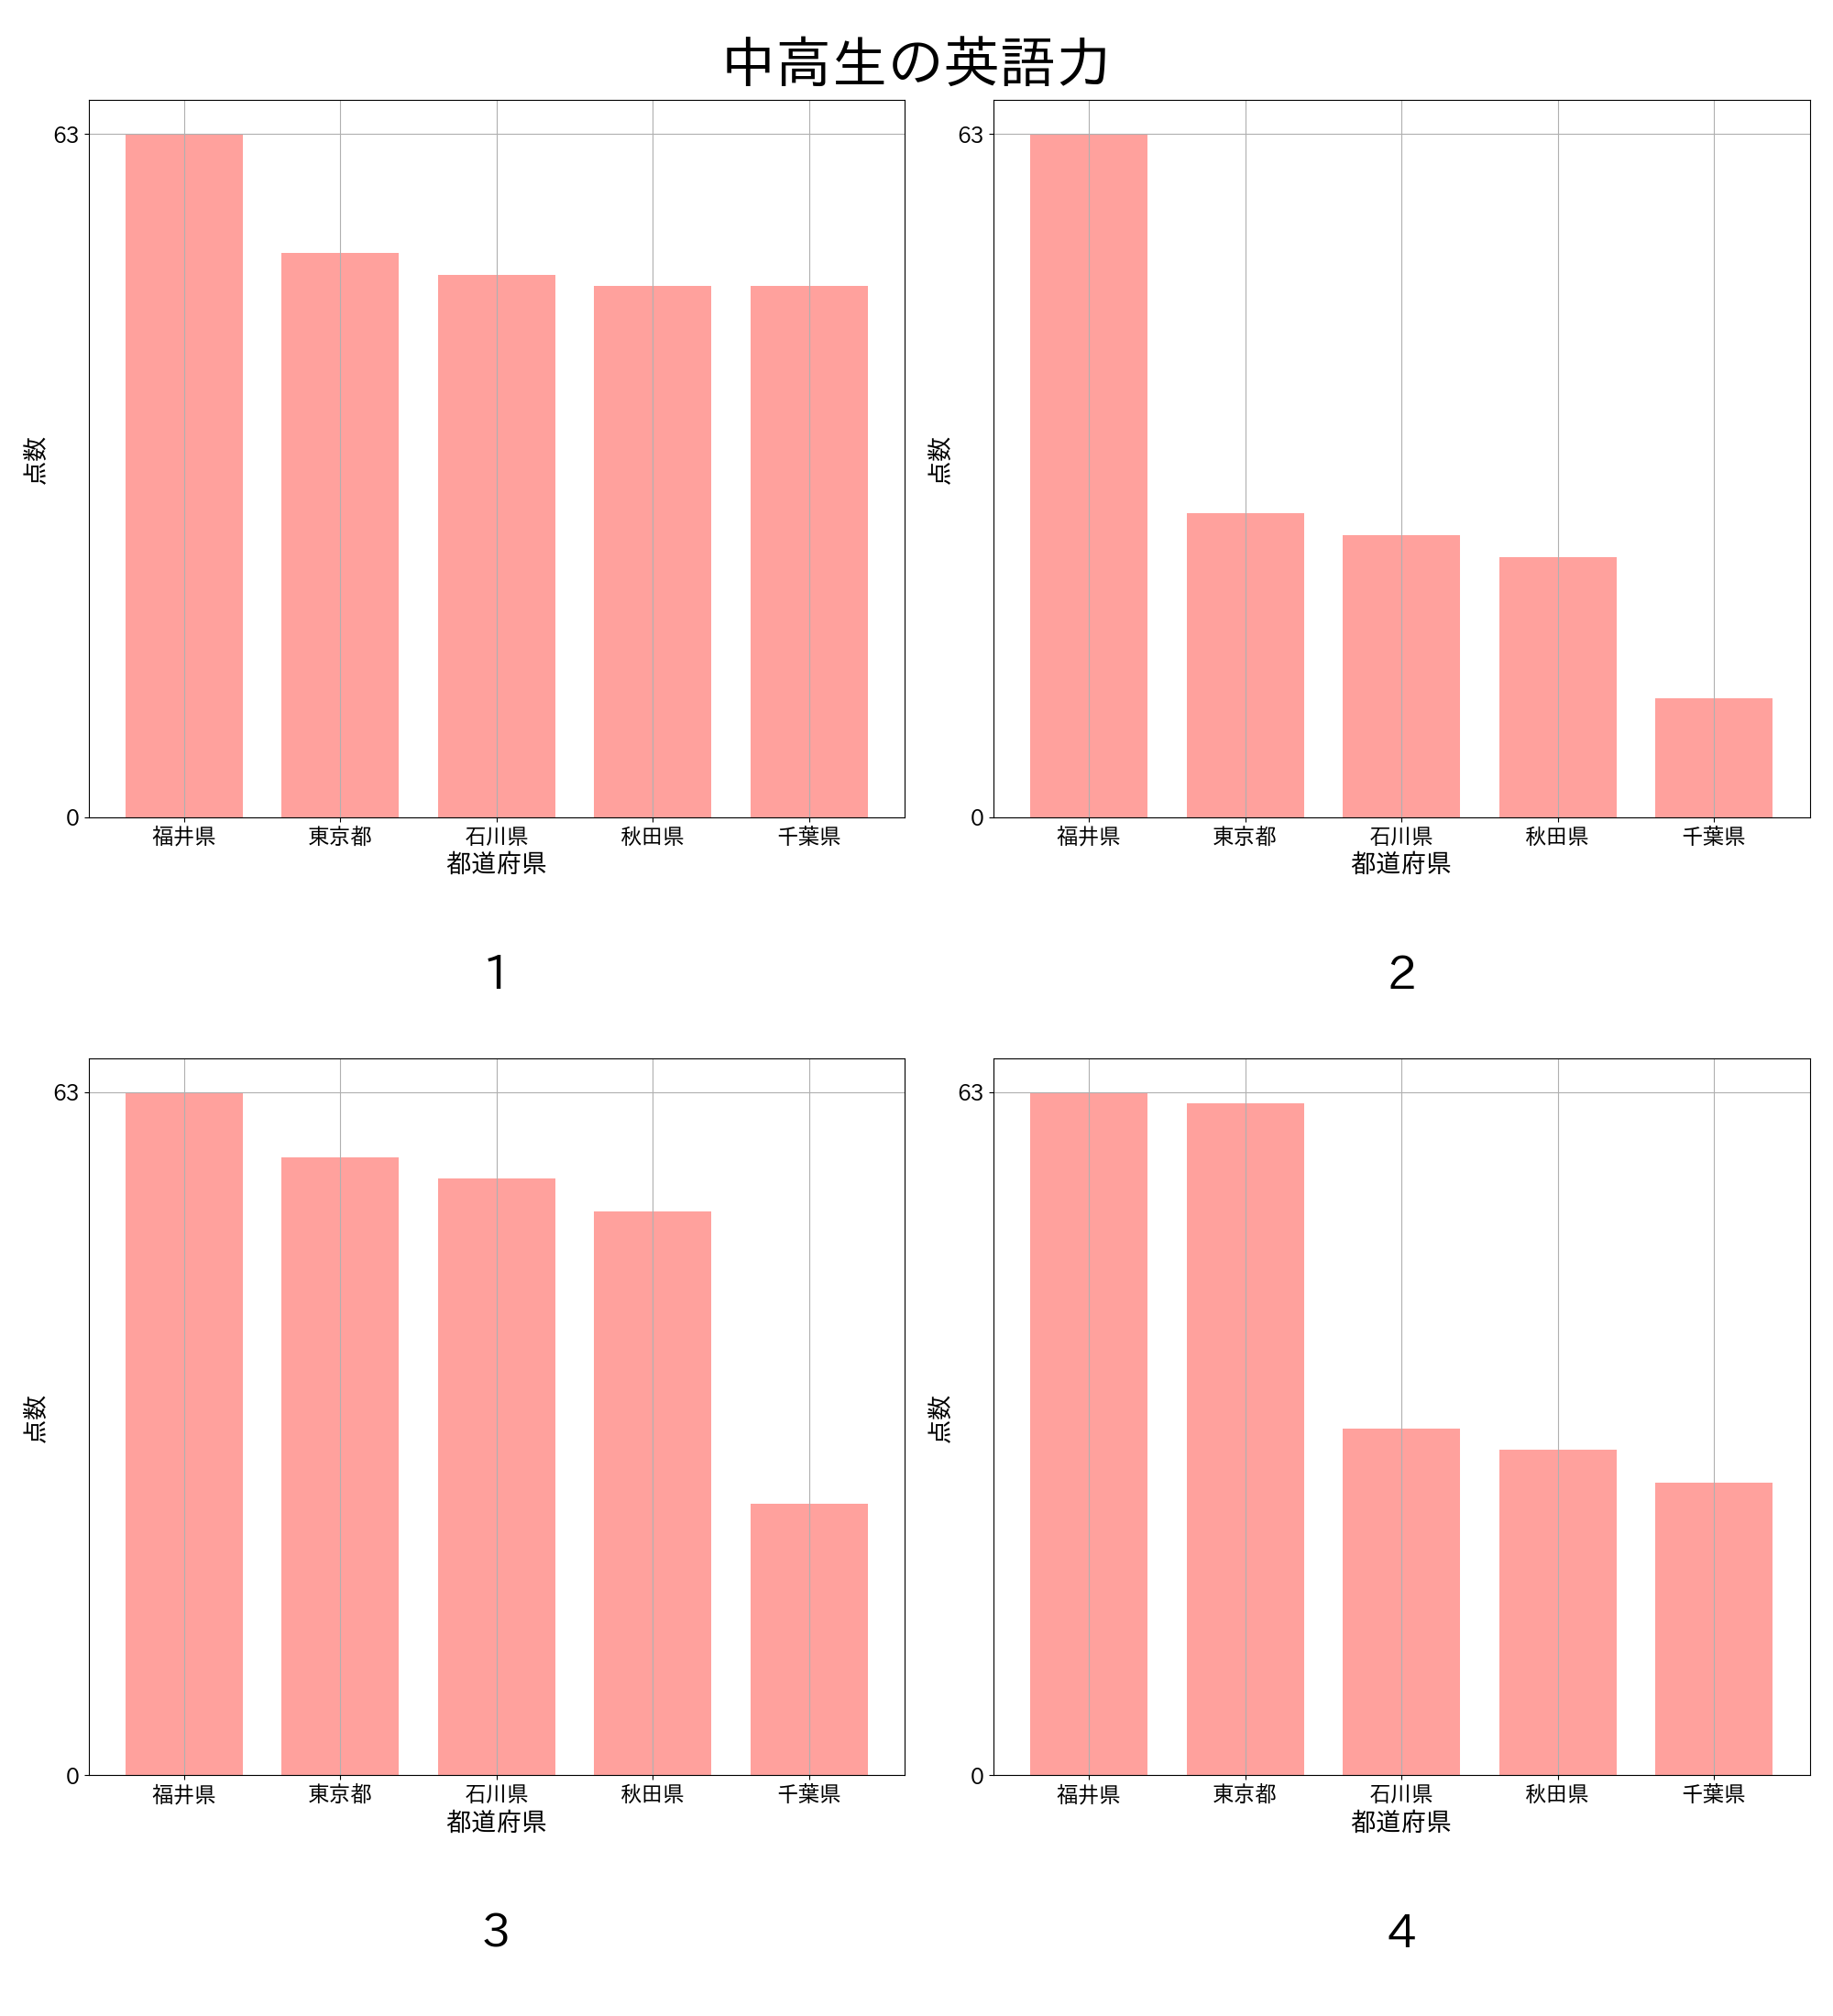 中高生の英語力
63
点数
0
福井県 東京都 石川県 秋田県 千葉県
都道府県
1
63
点数
0
福井県 東京都 石川県 秋田県 千葉県
都道府県
2
63
点数
0
福井県 東京都 石川県 秋田県 千葉県
都道府県
3
63
点数
0
福井県 東京都 石川県 秋田県 千葉県
都道府県
4